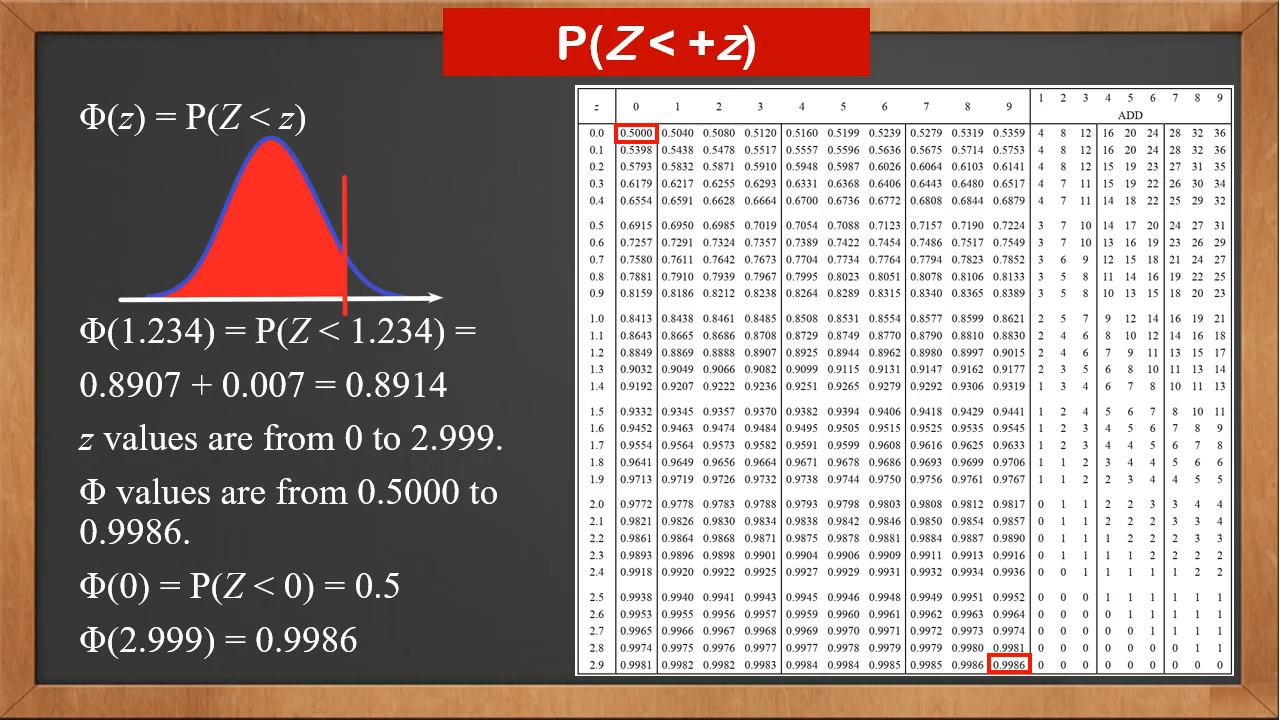 P(Z < +z)
Φ(z) = P(Z < z)
Φ(1.234) = P(Z < 1.234) =
0.8907 + 0.007 = 0.8914
z values are from 0 to 2.999.
Φ values are from 0.5000 to
0.9986.
Φ(0) = P(Z < 0) = 0.5
Φ(2.999) = 0.9986
z 0 1 2 3 4 5 6 7 8 9 1 2 3 4 5 6 7 8 9
ADD
0.0 0.5000 0.5040 0.5080 0.5120 0.5160 0.5199 0.5239 0.5279 0.5319 0.5359 4 8 12 16 20 24 28 32 36
0.1 0.5398 0.5438 0.5478 0.5517 0.5557 0.5596 0.5636 0.5675 0.5714 0.5753 4 8 12 16 20 24 28 32 36
0.2 0.5793 0.5832 0.5871 0.5910 0.5948 0.5987 0.6026 0.6064 0.6103 0.6141 4 8 12 15 19 23 27 31 35
0.3 0.6179 0.6217 0.6255 0.6293 0.6331 0.6368 0.6406 0.6443 0.6480 0.6517 4 7 11 15 19 22 26 30 34
0.4 0.6554 0.6591 0.6628 0.6664 0.6700 0.6736 0.6772 0.6808 0.6844 0.6879 4 7 11 14 18 22 25 29 32
0.5 0.6915 0.6950 0.6985 0.7019 0.7054 0.7088 0.7123 0.7157 0.7190 0.7224 3 7 10 14 17 20 24 27 31
0.6 0.7257 0.7291 0.7324 0.7357 0.7389 0.7422 0.7454 0.7486 0.7517 0.7549 3 7 10 13 16 19 23 26 29
0.7 0.7580 0.7611 0.7642 0.7673 0.7704 0.7734 0.7764 0.7794 0.7823 0.7852 3 6 9 12 15 18 21 24 27
0.8 0.7881 0.7910 0.7939 0.7967 0.7995 0.8023 0.8051 0.8078 0.8106 0.8133 3 5 8 11 14 16 19 22 25
0.9 0.8159 0.8186 0.8212 0.8238 0.8264 0.8289 0.8315 0.8340 0.8365 0.8389 3 5 8 10 13 15 18 20 23
1.0 0.8413 0.8438 0.8461 0.8485 0.8508 0.8531 0.8554 0.8577 0.8599 0.8621 2 5 7 9 12 14 16 19 21
1.1 0.8643 0.8665 0.8686 0.8708 0.8729 0.8749 0.8770 0.8790 0.8810 0.8830 2 4 6 8 10 12 14 16 18
1.2 0.8849 0.8869 0.8888 0.8907 0.8925 0.8944 0.8962 0.8980 0.8997 0.9015 2 4 6 7 9 11 13 15 17
1.3 0.9032 0.9049 0.9066 0.9082 0.9099 0.9115 0.9131 0.9147 0.9162 0.9177 2 3 5 6 8 10 11 13 14
1.4 0.9192 0.9207 0.9222 0.9236 0.9251 0.9265 0.9279 0.9292 0.9306 0.9319 1 3 4 6 7 8 10 11 13
1.5 0.9332 0.9345 0.9357 0.9370 0.9382 0.9394 0.9406 0.9418 0.9429 0.9441 1 2 4 5 6 7 8 10 11
1.6 0.9452 0.9463 0.9474 0.9484 0.9495 0.9505 0.9515 0.9525 0.9535 0.9545 1 2 3 4 5 6 7 8 9
1.7 0.9554 0.9564 0.9573 0.9582 0.9591 0.9599 0.9608 0.9616 0.9625 0.9633 1 2 3 4 4 5 6 7 8
1.8 0.9641 0.9649 0.9656 0.9664 0.9671 0.9678 0.9686 0.9693 0.9699 0.9706 1 1 2 3 4 4 5 6 6
1.9 0.9713 0.9719 0.9726 0.9732 0.9738 0.9744 0.9750 0.9756 0.9761 0.9767 1 1 2 2 3 4 4 5 5
2.0 0.9772 0.9778 0.9783 0.9788 0.9793 0.9798 0.9803 0.9808 0.9812 0.9817 0 1 1 2 2 3 3 4 4
2.1 0.9821 0.9826 0.9830 0.9834 0.9838 0.9842 0.9846 0.9850 0.9854 0.9857 0 1 1 2 2 2 3 3 4
2.2 0.9861 0.9864 0.9868 0.9871 0.9875 0.9878 0.9881 0.9884 0.9887 0.9890 0 1 1 1 2 2 2 3 3
2.3 0.9893 0.9896 0.9898 0.9901 0.9904 0.9906 0.9909 0.9911 0.9913 0.9916 0 1 1 1 1 2 2 2 2
2.4 0.9918 0.9920 0.9922 0.9925 0.9927 0.9929 0.9931 0.9932 0.9934 0.9936 0 0 1 1 1 1 1 2 2
2.5 0.9938 0.9940 0.9941 0.9943 0.9945 0.9946 0.9948 0.9949 0.9951 0.9952 0 0 0 1 1 1 1 1 1
2.6 0.9953 0.9955 0.9956 0.9957 0.9959 0.9960 0.9961 0.9962 0.9963 0.9964 0 0 0 0 1 1 1 1 1
2.7 0.9965 0.9966 0.9967 0.9968 0.9969 0.9970 0.9971 0.9972 0.9973 0.9974 0 0 0 0 0 1 1 1 1
2.8 0.9974 0.9975 0.9976 0.9977 0.9977 0.9978 0.9979 0.9979 0.9980 0.9981 0 0 0 0 0 0 0 1 1
2.9 0.9981 0.9982 0.9982 0.9983 0.9984 0.9984 0.9985 0.9985 0.9986 0.9986 0 0 0 0 0 0 0 0 0